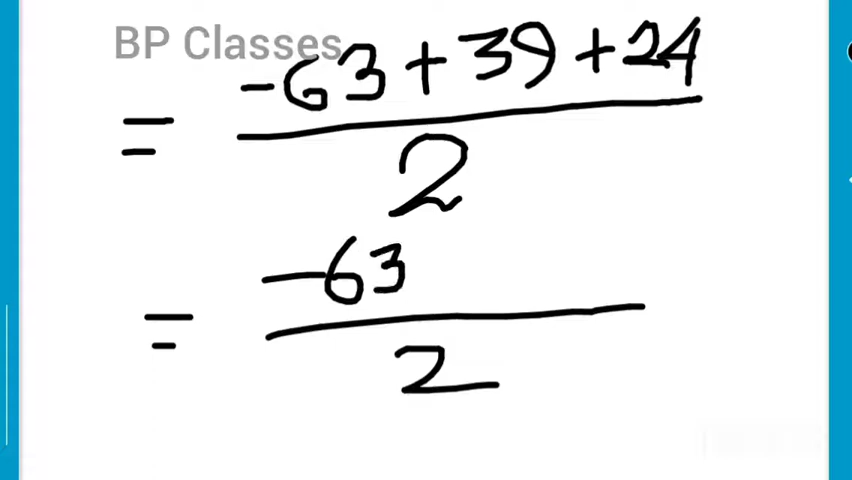 BP Classes
= -63 + 39 + 24
2
= -63
2